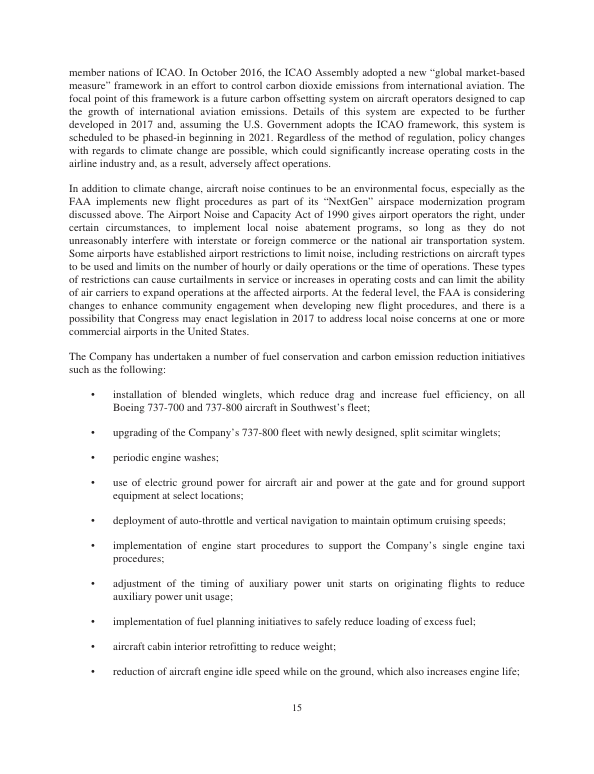 member nations of ICAO. In October 2016, the ICAO Assembly adopted a new “global market-based
measure” framework in an effort to control carbon dioxide emissions from international aviation. The
focal point of this framework is a future carbon offsetting system on aircraft operators designed to cap
the growth of international aviation emissions. Details of this system are expected to be further
developed in 2017 and, assuming the U.S. Government adopts the ICAO framework, this system is
scheduled to be phased-in beginning in 2021. Regardless of the method of regulation, policy changes
with regards to climate change are possible, which could significantly increase operating costs in the
airline industry and, as a result, adversely affect operations.
In addition to climate change, aircraft noise continues to be an environmental focus, especially as the
FAA implements new flight procedures as part of its “NextGen” airspace modernization program
discussed above. The Airport Noise and Capacity Act of 1990 gives airport operators the right, under
certain circumstances, to implement local noise abatement programs, so long as they do not
unreasonably interfere with interstate or foreign commerce or the national air transportation system.
Some airports have established airport restrictions to limit noise, including restrictions on aircraft types
to be used and limits on the number of hourly or daily operations or the time of operations. These types
of restrictions can cause curtailments in service or increases in operating costs and can limit the ability
of air carriers to expand operations at the affected airports. At the federal level, the FAA is considering
changes to enhance community engagement when developing new flight procedures, and there is a
possibility that Congress may enact legislation in 2017 to address local noise concerns at one or more
commercial airports in the United States.
The Company has undertaken a number of fuel conservation and carbon emission reduction initiatives
such as the following:
• installation of blended winglets, which reduce drag and increase fuel efficiency, on all
Boeing 737-700 and 737-800 aircraft in Southwest’s fleet;
• upgrading of the Company’s 737-800 fleet with newly designed, split scimitar winglets;
• periodic engine washes;
• use of electric ground power for aircraft air and power at the gate and for ground support
equipment at select locations;
• deployment of auto-throttle and vertical navigation to maintain optimum cruising speeds;
• implementation of engine start procedures to support the Company’s single engine taxi
procedures;
• adjustment of the timing of auxiliary power unit starts on originating flights to reduce
auxiliary power unit usage;
• implementation of fuel planning initiatives to safely reduce loading of excess fuel;
• aircraft cabin interior retrofitting to reduce weight;
• reduction of aircraft engine idle speed while on the ground, which also increases engine life;
15